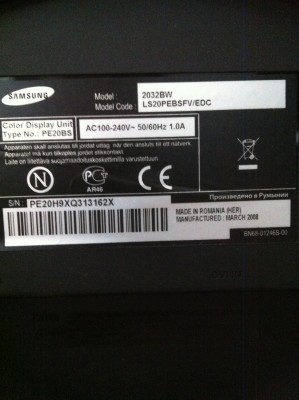 SAMSUNG
Model : 2032BW
Model Code : LS20PEBSFV/EDC
Color Display Unit
Type No. : PE20BS
AC100-240V~ 50/60Hz 1.0A
Apparaten skall anslutas till jordat uttag när den ansluts till ett nätverk
Apparatet må kun tilkoples jordet stikkontakt
Laite on liitettävä suojamaadoituskoskettimilla varustettuun
N
AR46
CE
Произведено в Румынии
S/N : PE20H9XQ313162X
MADE IN ROMANIA (HER)
MANUFACTURED : MARCH 2008
BN68-01246S-00